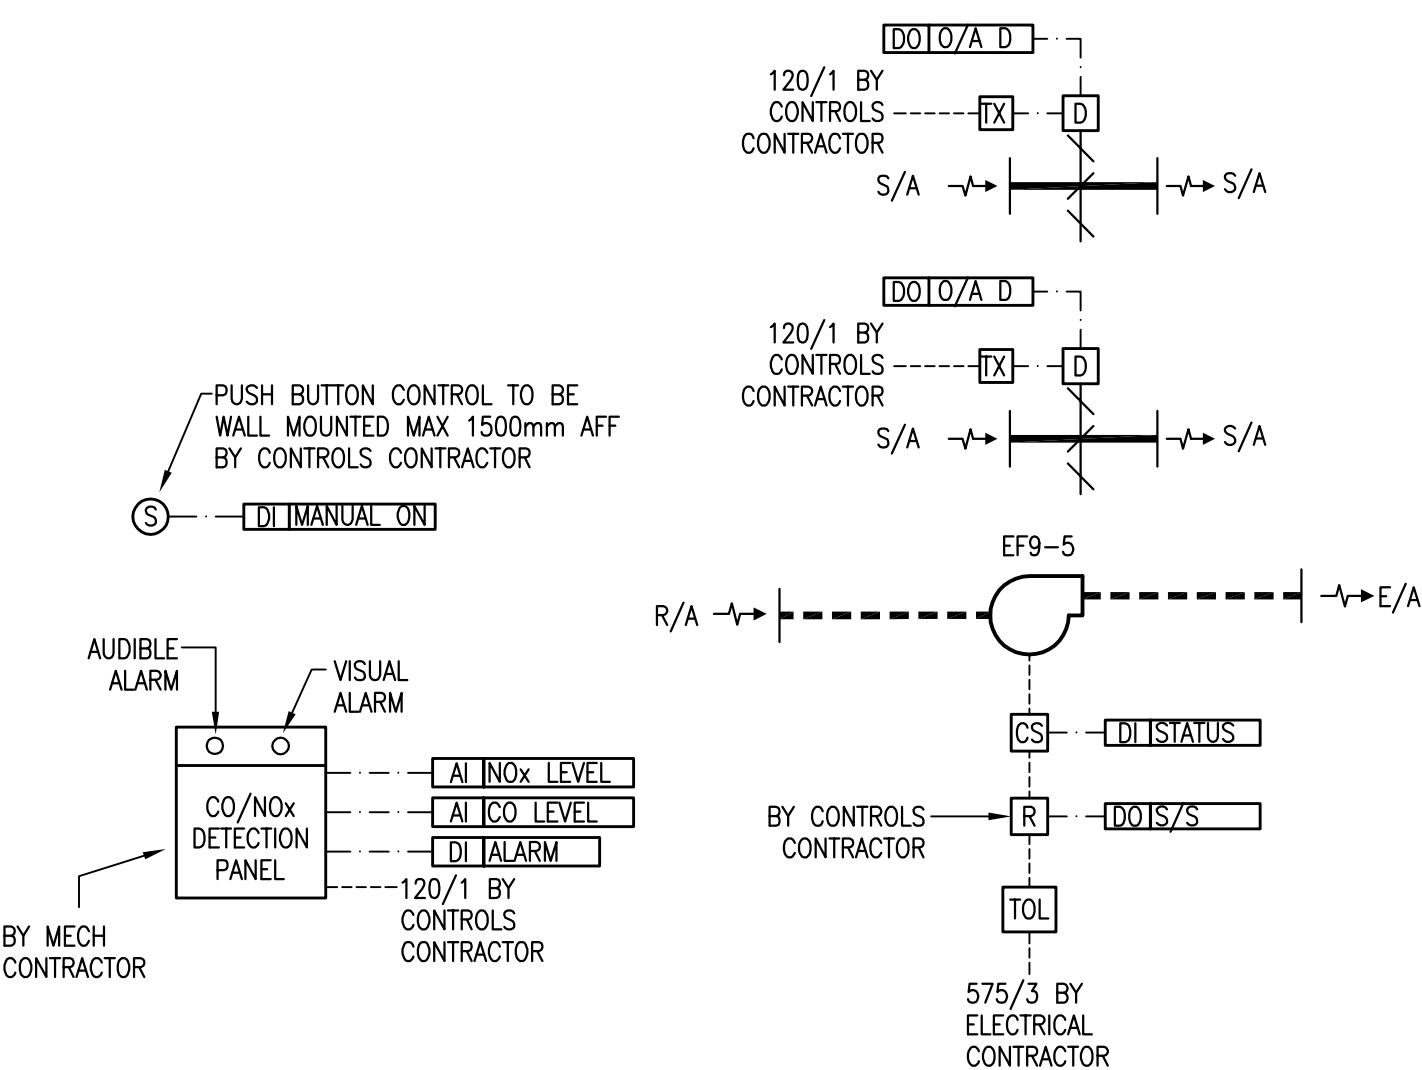 DO O/A D
120/1 BY
CONTROLS
CONTRACTOR
TX
D
S/A
S/A
DO O/A D
120/1 BY
CONTROLS
CONTRACTOR
TX
D
S/A
S/A
PUSH BUTTON CONTROL TO BE
WALL MOUNTED MAX 1500mm AFF
BY CONTROLS CONTRACTOR
S
DI MANUAL ON
EF9-5
R/A
E/A
AUDIBLE
ALARM
VISUAL
ALARM
CO/NOx
DETECTION
PANEL
AI NOx LEVEL
AI CO LEVEL
DI ALARM
120/1 BY
CONTROLS
CONTRACTOR
BY MECH
CONTRACTOR
CS
DI STATUS
BY CONTROLS
CONTRACTOR
R
DO S/S
TOL
575/3 BY
ELECTRICAL
CONTRACTOR